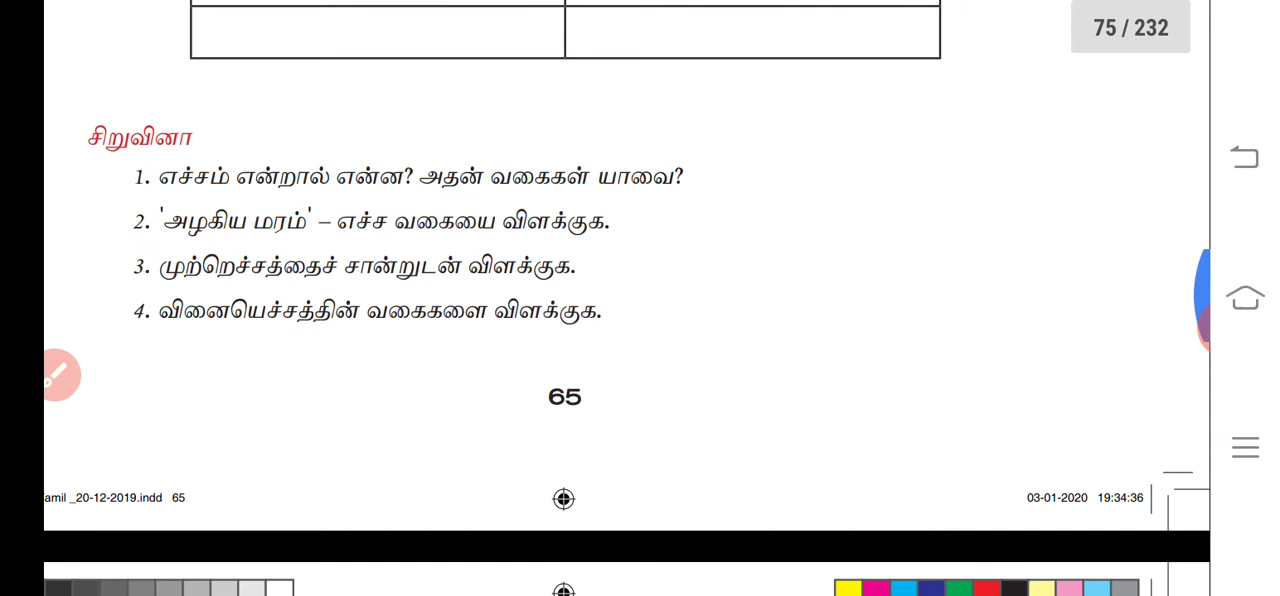 75 / 232
சிறுவினா
1. எச்சம் என்றால் என்ன? அதன் வகைகள் யாவை?
2. 'அழகிய மரம்' – எச்ச வகையை விளக்குக.
3. முற்றெச்சத்தைச் சான்றுடன் விளக்குக.
4. வினையெச்சத்தின் வகைகளை விளக்குக.
65
amil _20-12-2019.indd 65 03-01-2020 19:34:36